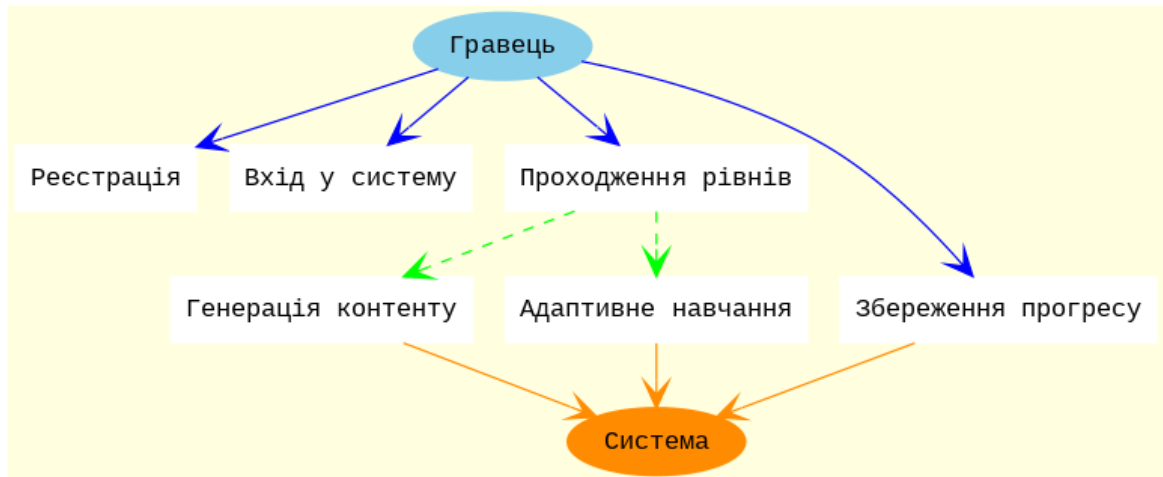 Гравець
Реєстрація
Вхід у систему
Проходження рівнів
Генерація контенту
Адаптивне навчання
Збереження прогресу
Система